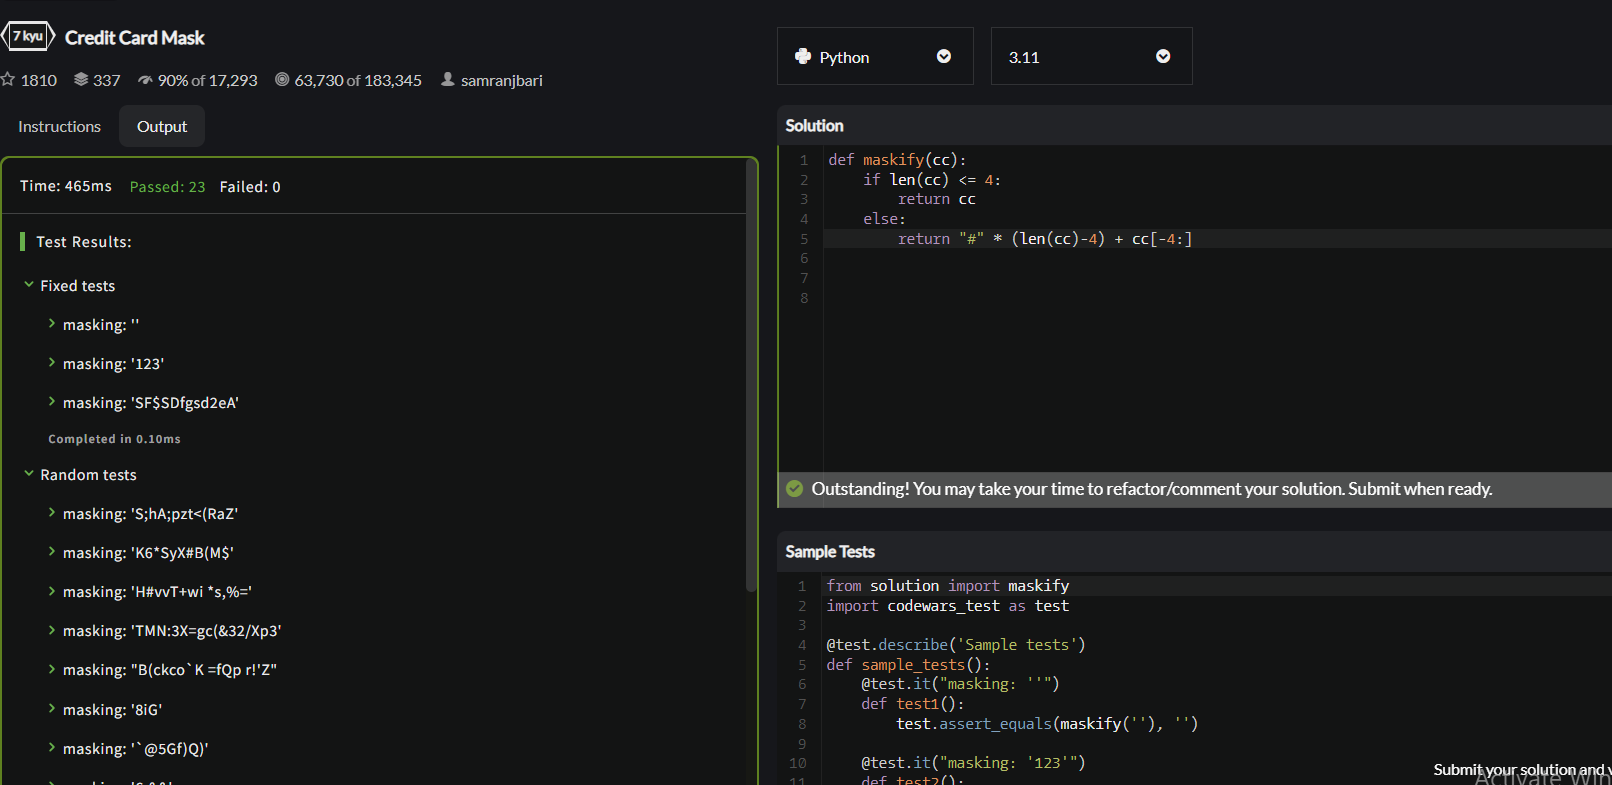 7 kyu Credit Card Mask
1810 337 90% of 17,293 63,730 of 183,345 samranjbari
Instructions Output
Time: 465ms Passed: 23 Failed: 0
Test Results:
Fixed tests
masking: ''
masking: '123'
masking: 'SF$SDfgsd2eA'
Completed in 0.10ms
Random tests
masking: 'S;hA;pzt<(RaZ'
masking: 'K6*SyX#B(M$'
masking: 'H#vvT+wi *s,%='
masking: 'TMN:3X=gc(&32/Xp3'
masking: "B(ckco`K =fQp r!'Z"
masking: '8iG'
masking: '`@5Gf)Q)'
Python 3.11
Solution
1 def maskify(cc):
2 if len(cc) <= 4:
3 return cc
4 else:
5 return "#" * (len(cc)-4) + cc[-4:]
6
7
8
Outstanding! You may take your time to refactor/comment your solution. Submit when ready.
Sample Tests
1 from solution import maskify
2 import codewars_test as test
3
4 @test.describe('Sample tests')
5 def sample_tests():
6 @test.it("masking: ''")
7 def test1():
8 test.assert_equals(maskify(''), '')
9
10 @test.it("masking: '123'")
11 def test2():
Submit your solution and
Activate Win